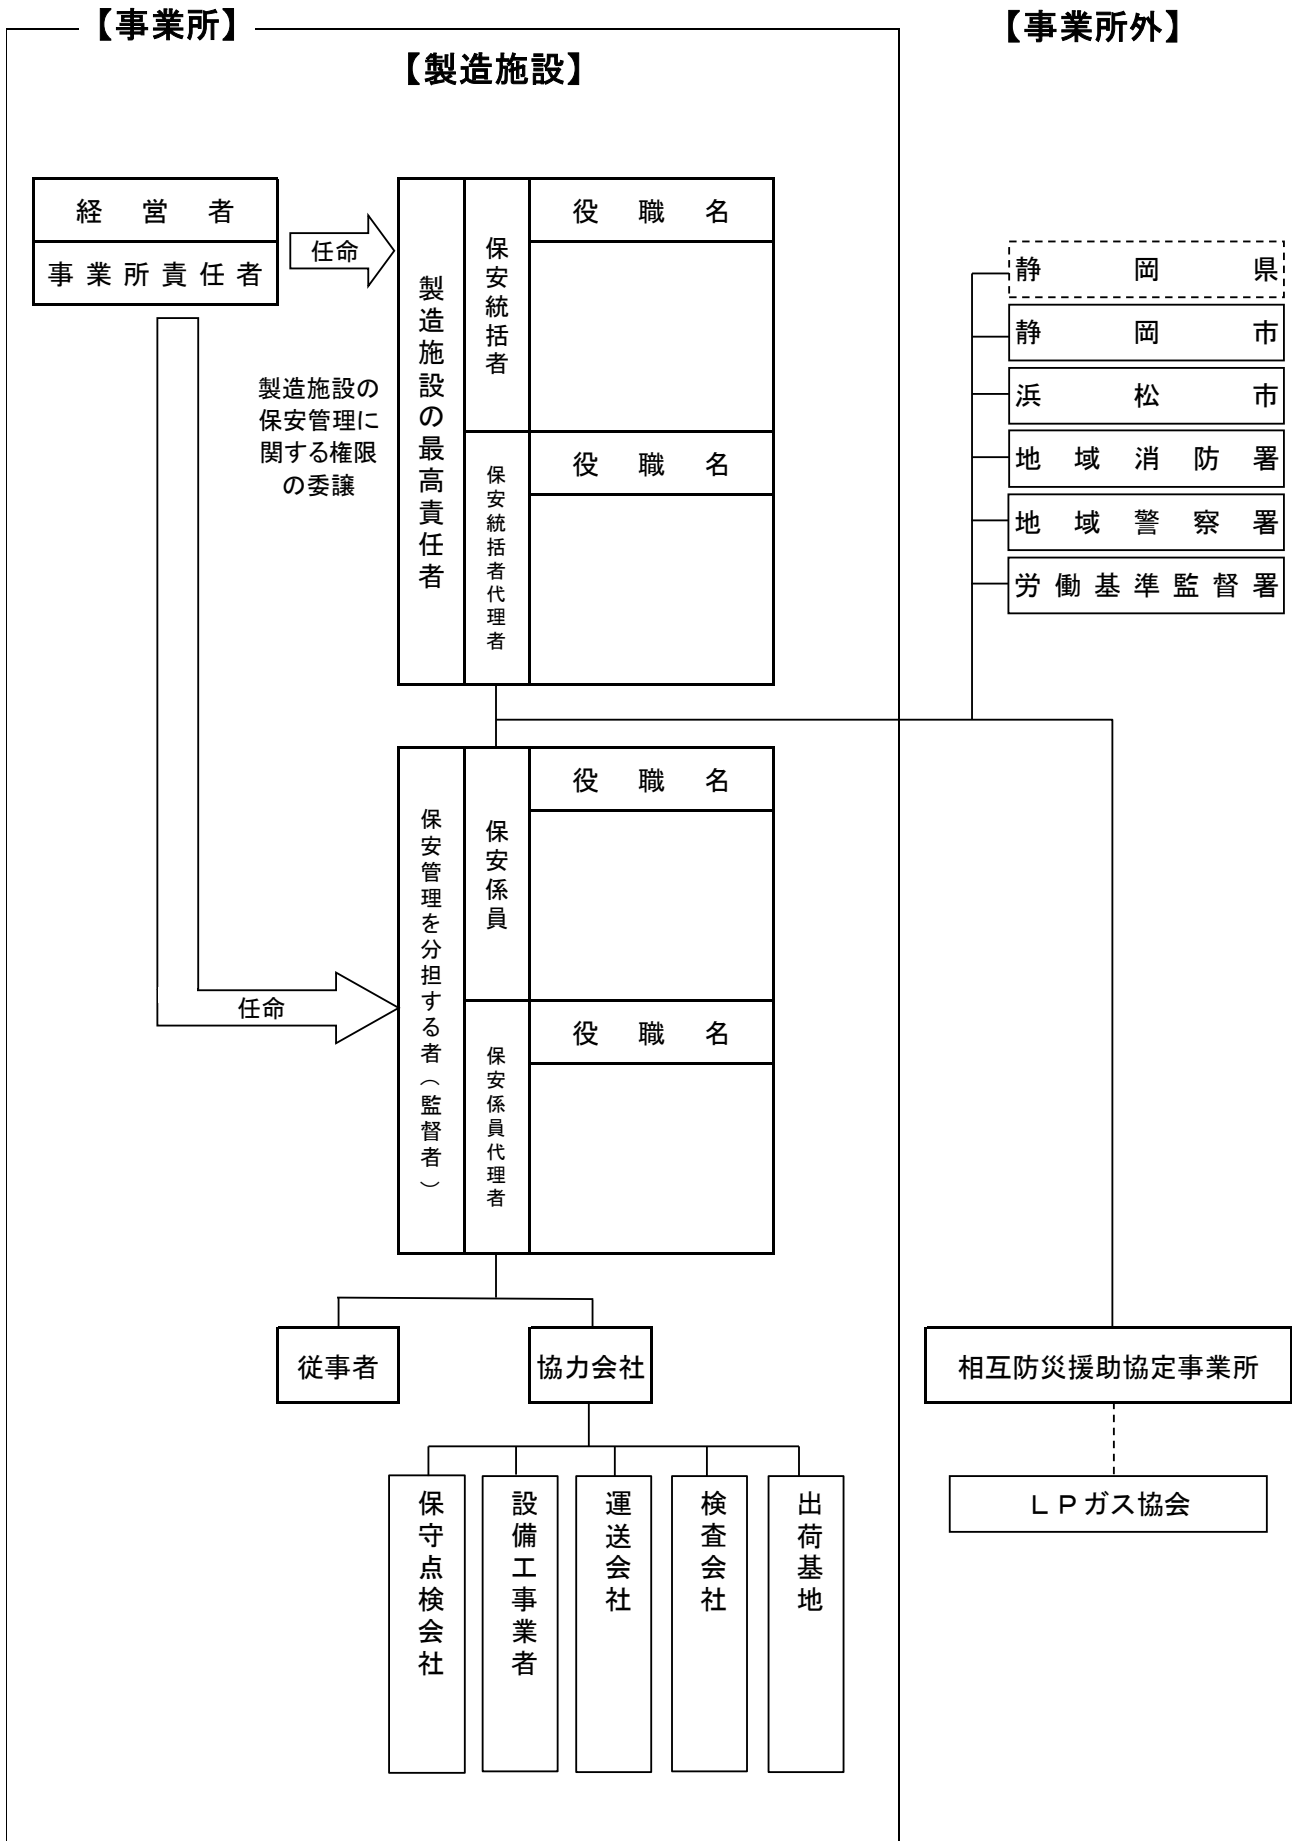 【事業所】
【事業所外】
【製造施設】
経営者
事業所責任者
任命
製造施設の
保安管理に
関する権限
の委譲
製造施設の最高責任者
保安統括者
役職名
保安統括者代理者
役職名
静岡県
静岡市
浜松市
地域消防署
地域警察署
労働基準監督署
任命
保安管理を分担する者（監督者）
保安係員
役職名
保安係員代理者
役職名
従事者
協力会社
相互防災援助協定事業所
保守点検会社
設備工事業者
運送会社
検査会社
出荷基地
ＬＰガス協会